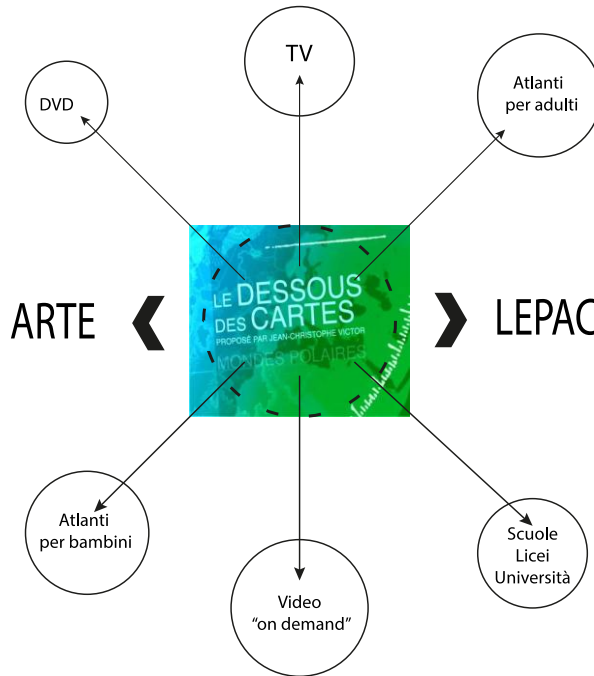 TV
DVD
Atlanti
per adulti
LE DESSOUS
DES CARTES
PROPOSÉ PAR JEAN-CHRISTOPHE VICTOR
MONDES POLAIRES
ARTE
LEPAC
Atlanti
per bambini
Video
“on demand”
Scuole
Licei
Università